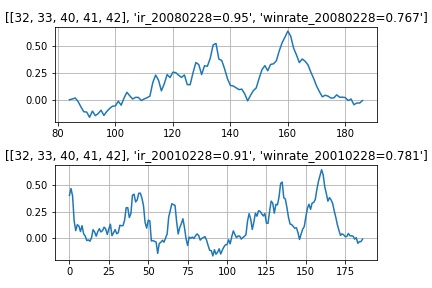 [[32, 33, 40, 41, 42], 'ir_20080228=0.95', 'winrate_20080228=0.767']
0.50
0.25
0.00
80 100 120 140 160 180
[[32, 33, 40, 41, 42], 'ir_20010228=0.91', 'winrate_20010228=0.781']
0.50
0.25
0.00
0 25 50 75 100 125 150 175